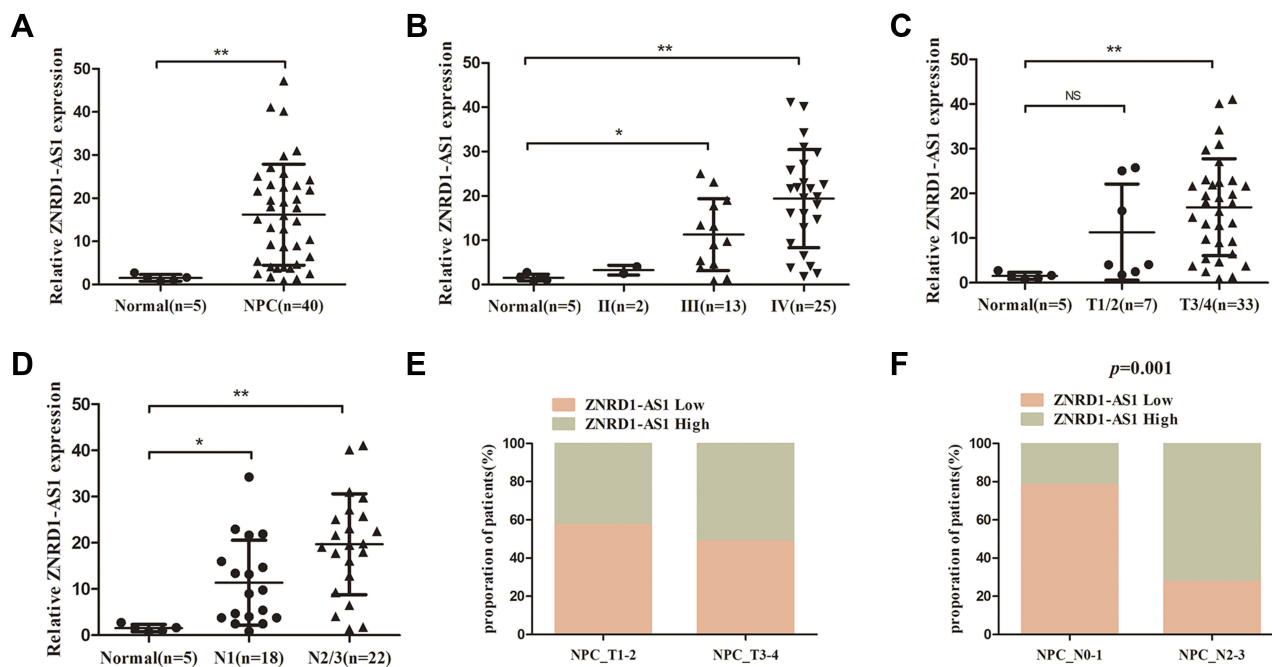 A
**
Relative ZNRD1-AS1 expression
50
40
30
20
10
0
Normal(n=5) NPC(n=40)
B
**
*
Relative ZNRD1-AS1 expression
50
40
30
20
10
0
Normal(n=5) II(n=2) III(n=13) IV(n=25)
C
**
NS
Relative ZNRD1-AS1 expression
50
40
30
20
10
0
Normal(n=5) T1/2(n=7) T3/4(n=33)
D
**
*
Relative ZNRD1-AS1 expression
50
40
30
20
10
0
Normal(n=5) N1(n=18) N2/3(n=22)
E
ZNRD1-AS1 Low
ZNRD1-AS1 High
proporation of patients(%)
100
80
60
40
20
0
NPC_T1-2 NPC_T3-4
F
p=0.001
ZNRD1-AS1 Low
ZNRD1-AS1 High
proporation of patients(%)
100
80
60
40
20
0
NPC_N0-1 NPC_N2-3